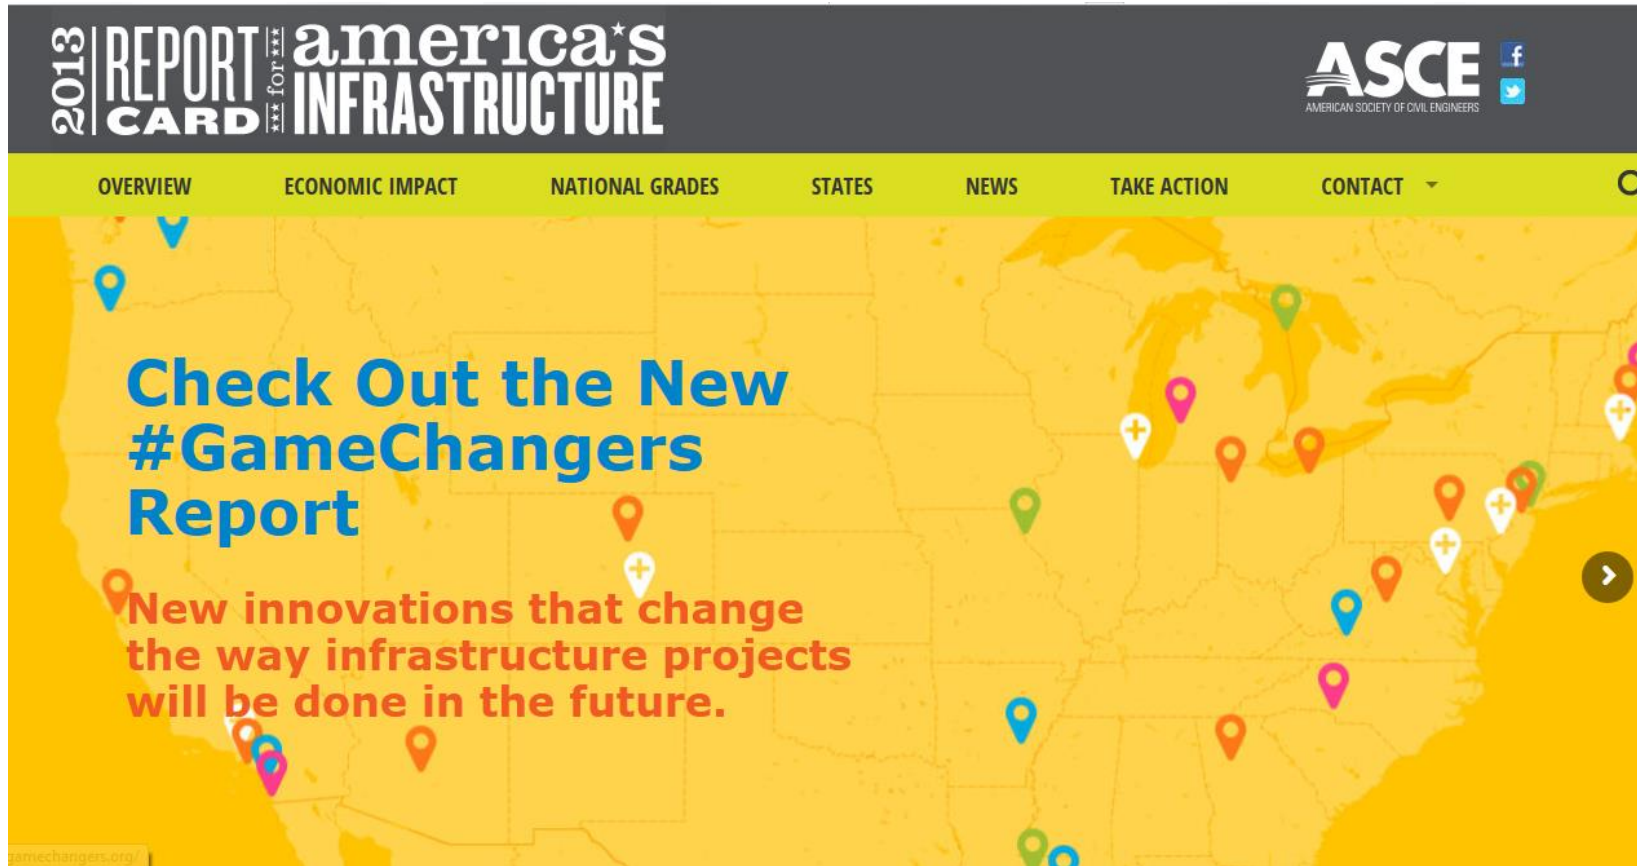 2013 REPORT CARD for america's INFRASTRUCTURE
ASCE
AMERICAN SOCIETY OF CIVIL ENGINEERS
f
OVERVIEW ECONOMIC IMPACT NATIONAL GRADES STATES NEWS TAKE ACTION CONTACT
Check Out the New
#GameChangers
Report
New innovations that change
the way infrastructure projects
will be done in the future.
gamechangers.org/